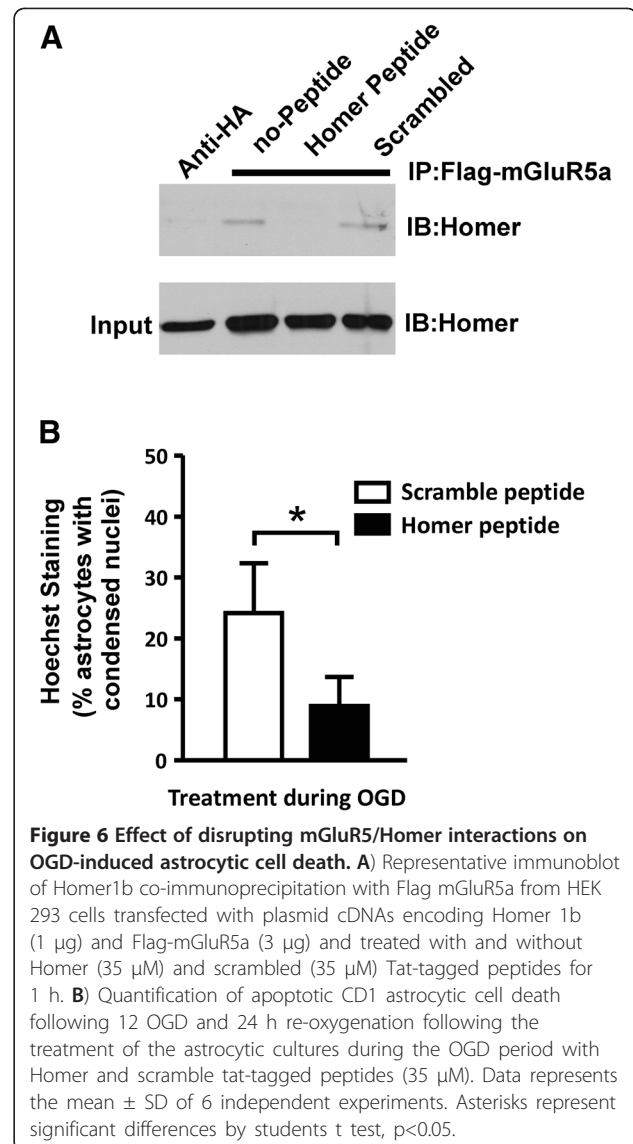 A
Anti-HA
no-Peptide
Homer Peptide
Scrambled
IP:Flag-mGluR5a
IB:Homer
Input
IB:Homer
B
Hoechst Staining
(% astrocytes with
condensed nuclei)
50
40
30
20
10
0
*
Scramble peptide
Homer peptide
Treatment during OGD
Figure 6 Effect of disrupting mGluR5/Homer interactions on
OGD-induced astrocytic cell death. A) Representative immunoblot
of Homer1b co-immunoprecipitation with Flag mGluR5a from HEK
293 cells transfected with plasmid cDNAs encoding Homer 1b
(1 μg) and Flag-mGluR5a (3 μg) and treated with and without
Homer (35 μM) and scrambled (35 μM) Tat-tagged peptides for
1 h. B) Quantification of apoptotic CD1 astrocytic cell death
following 12 OGD and 24 h re-oxygenation following the
treatment of the astrocytic cultures during the OGD period with
Homer and scramble tat-tagged peptides (35 μM). Data represents
the mean ± SD of 6 independent experiments. Asterisks represent
significant differences by students t test, p<0.05.